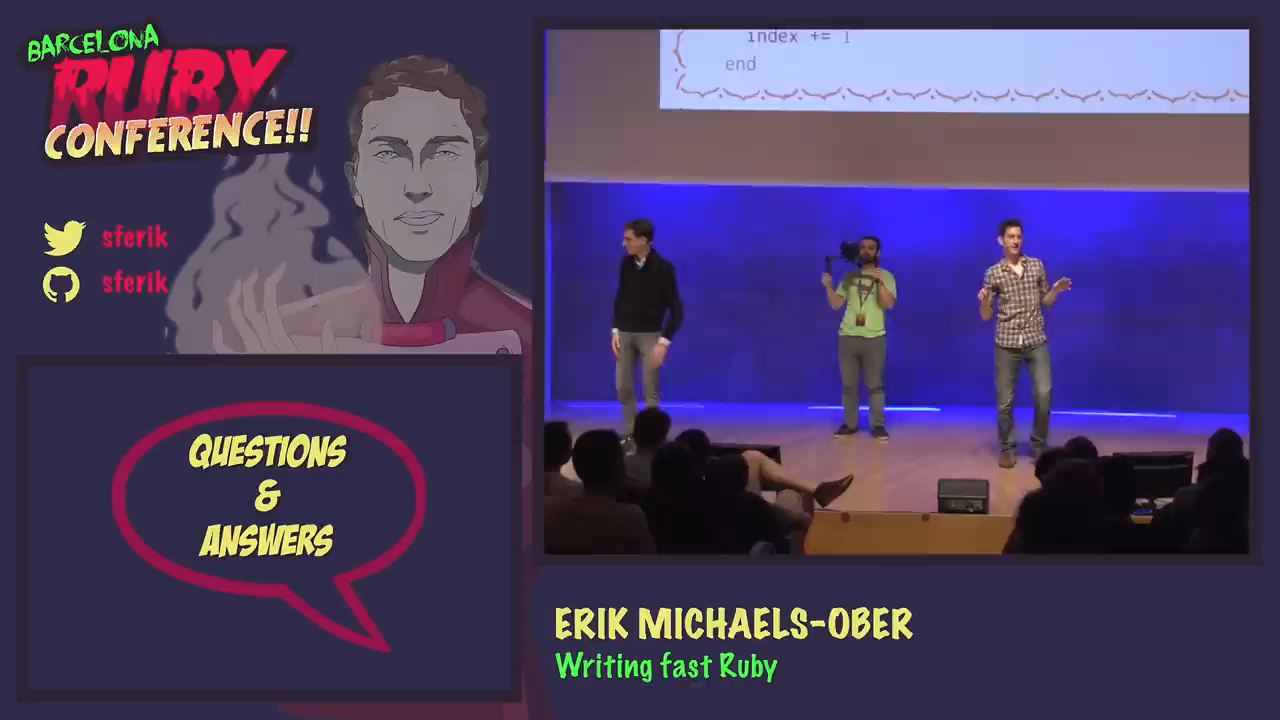 BARCELONA
RUBY
CONFERENCE!!
sferik
sferik
index += 1
end
QUESTIONS
&
ANSWERS
ERIK MICHAELS-OBER
Writing fast Ruby